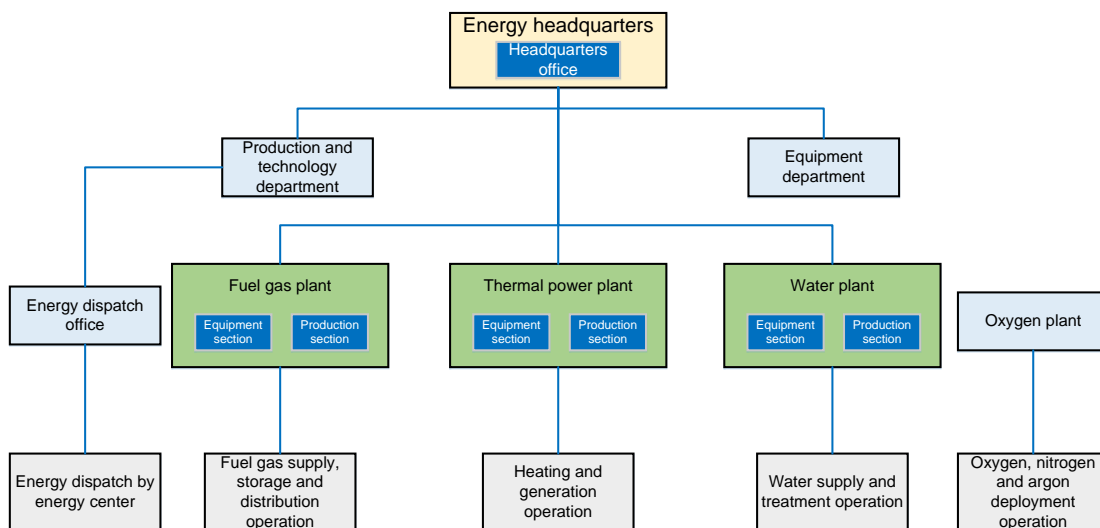 Energy headquarters
Headquarters
office
Production and
technology
department
Equipment
department
Energy dispatch
office
Fuel gas plant
Equipment
section
Production
section
Thermal power plant
Equipment
section
Production
section
Water plant
Equipment
section
Production
section
Oxygen plant
Energy dispatch by
energy center
Fuel gas supply,
storage and
distribution
operation
Heating and
generation
operation
Water supply and
treatment operation
Oxygen, nitrogen
and argon
deployment
operation